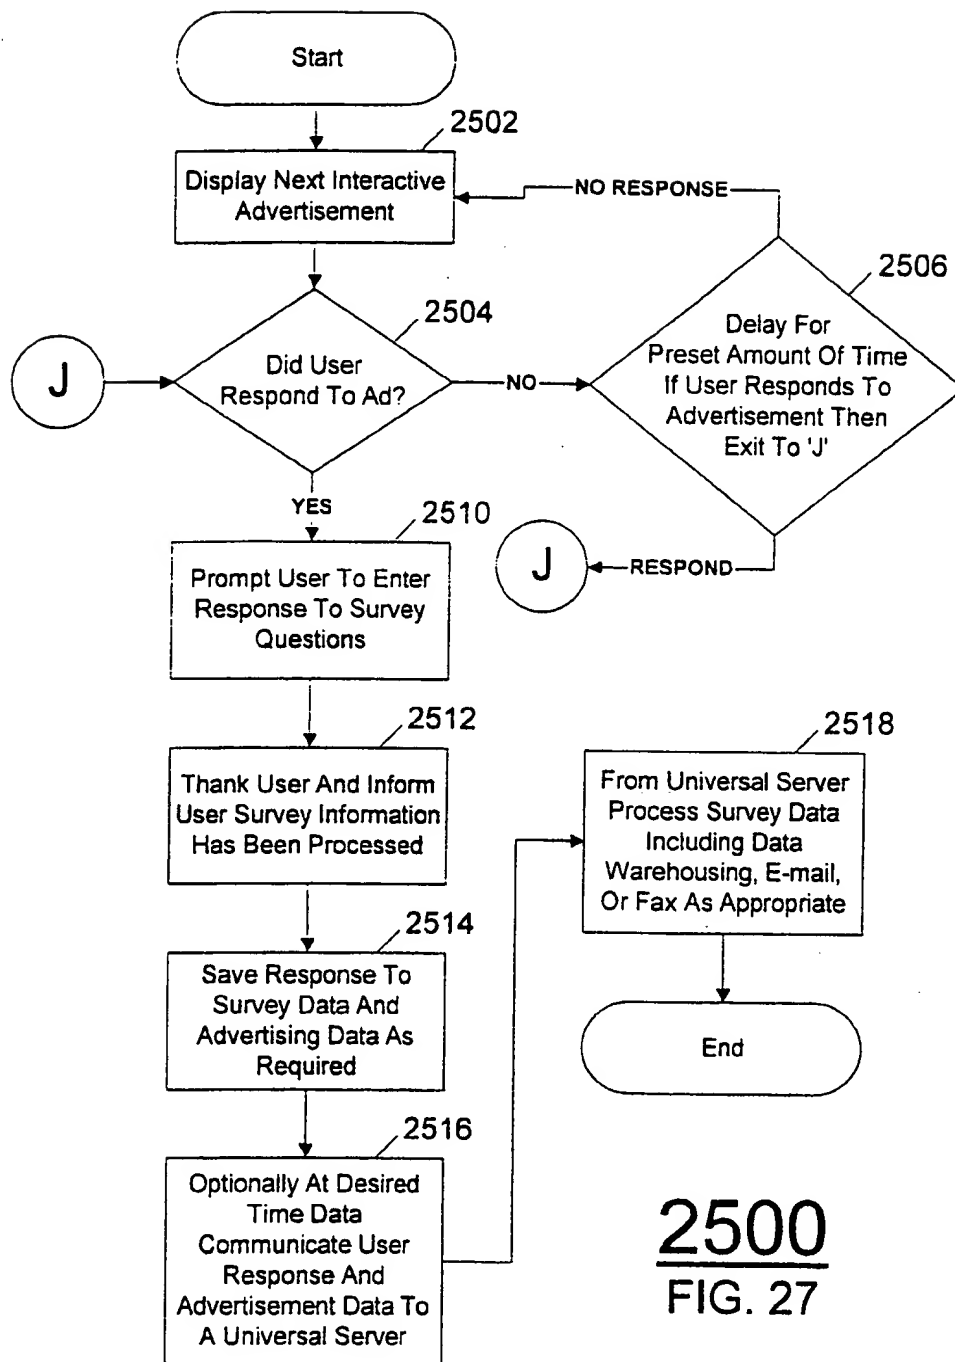 Start
2502
Display Next Interactive
Advertisement
NO RESPONSE
2506
Delay For
Preset Amount Of Time
If User Responds To
Advertisement Then
Exit To 'J'
2504
Did User
Respond To Ad?
J
NO
YES
RESPOND
J
2510
Prompt User To Enter
Response To Survey
Questions
2512
Thank User And Inform
User Survey Information
Has Been Processed
2514
Save Response To
Survey Data And
Advertising Data As
Required
2516
Optionally At Desired
Time Data
Communicate User
Response And
Advertisement Data To
A Universal Server
2518
From Universal Server
Process Survey Data
Including Data
Warehousing, E-mail,
Or Fax As Appropriate
End
2500
FIG. 27